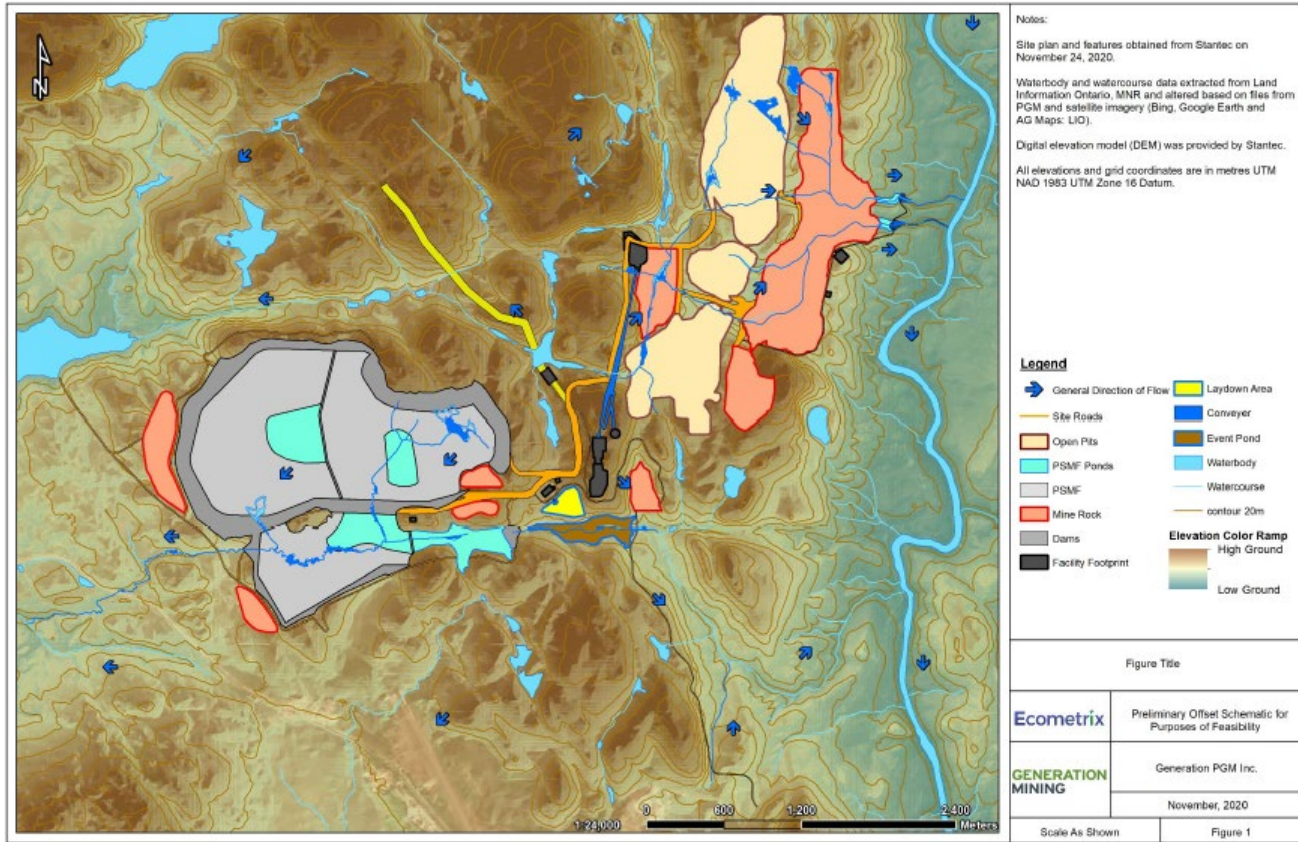 N
Notes:
Site plan and features obtained from Stantec on
November 24, 2020.
Waterbody and watercourse data extracted from Land
Information Ontario, MNR and altered based on files from
PGM and satellite imagery (Bing, Google Earth and
AG Maps: LIO).
Digital elevation model (DEM) was provided by Stantec.
All elevations and grid coordinates are in metres UTM
NAD 1983 UTM Zone 16 Datum.
Legend
General Direction of Flow
Site Roads
Open Pits
PSMF Ponds
PSMF
Mine Rock
Dams
Facility Footprint
Laydown Area
Conveyer
Event Pond
Waterbody
Watercourse
contour 20m
Elevation Color Ramp
High Ground
Low Ground
0 600 1,200 2,400
1:24,000 Meters
Figure Title
Ecometrix
Preliminary Offset Schematic for
Purposes of Feasibility
GENERATION
MINING
Generation PGM Inc.
November, 2020
Scale As Shown
Figure 1